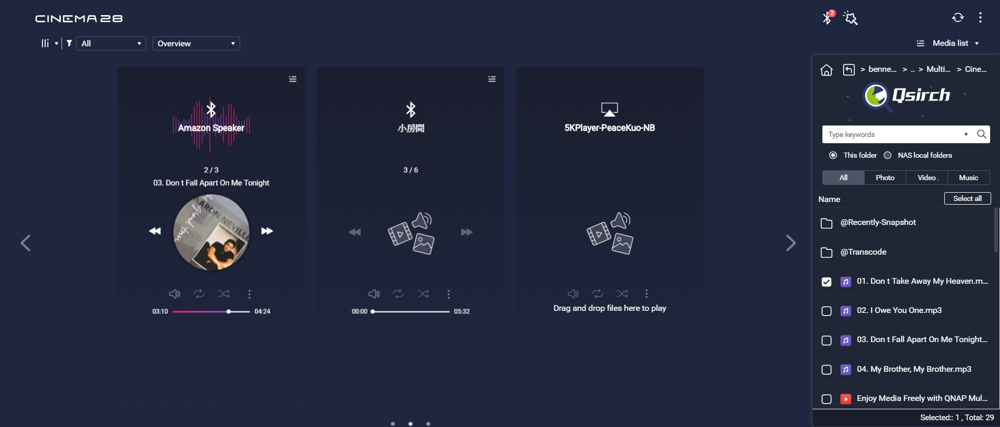 CINEMA 28
2
All
Overview
Media list
Amazon Speaker
2 / 3
03. Don t Fall Apart On Me Tonight
AARON NEVILLE
03:10
04:24
小房間
3 / 6
00:00
05:32
5KPlayer-PeaceKuo-NB
Drag and drop files here to play
> benne... > .. > Multi... > Cine...
Qsirch
Type keywords
This folder
NAS local folders
All
Photo
Video
Music
Name
Select all
@Recently-Snapshot
@Transcode
01. Don t Take Away My Heaven.m...
02. I Owe You One.mp3
03. Don t Fall Apart On Me Tonight...
04. My Brother, My Brother.mp3
Enjoy Media Freely with QNAP Mul...
Selected:: 1 , Total: 29